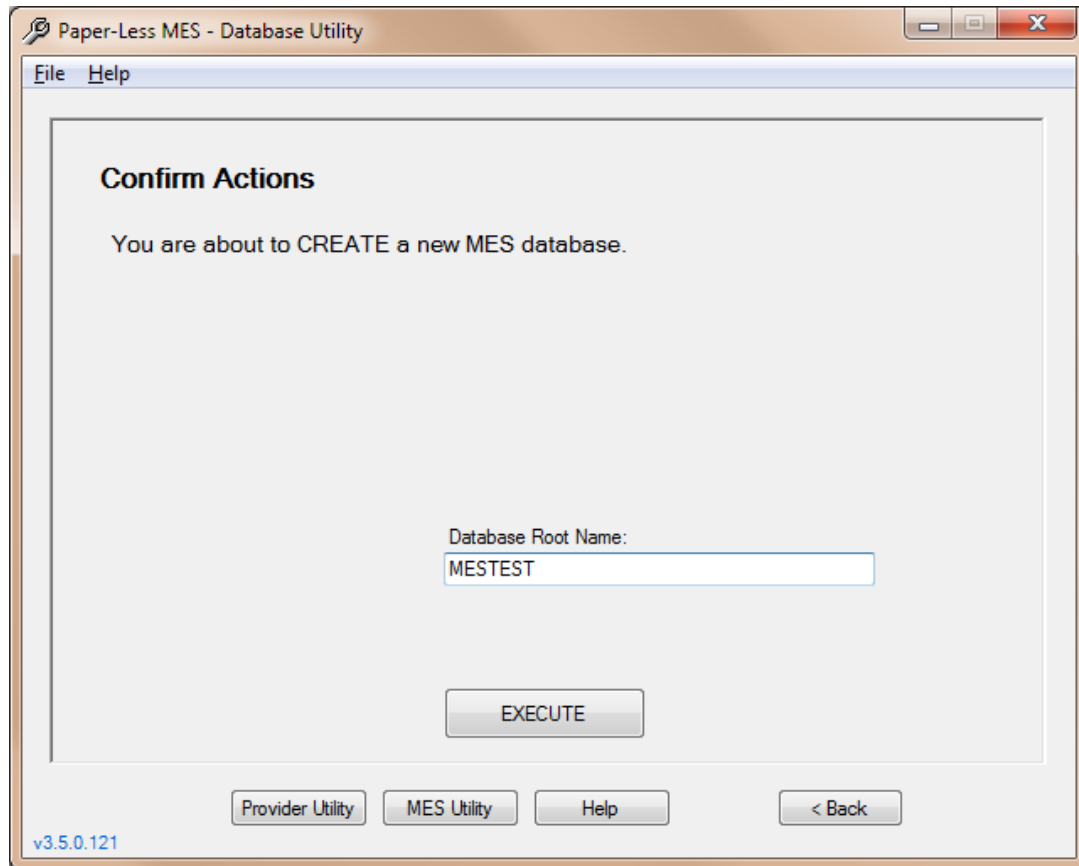 Paper-Less MES - Database Utility
File Help
Confirm Actions
You are about to CREATE a new MES database.
Database Root Name:
MESTEST
EXECUTE
Provider Utility MES Utility Help < Back
v3.5.0.121